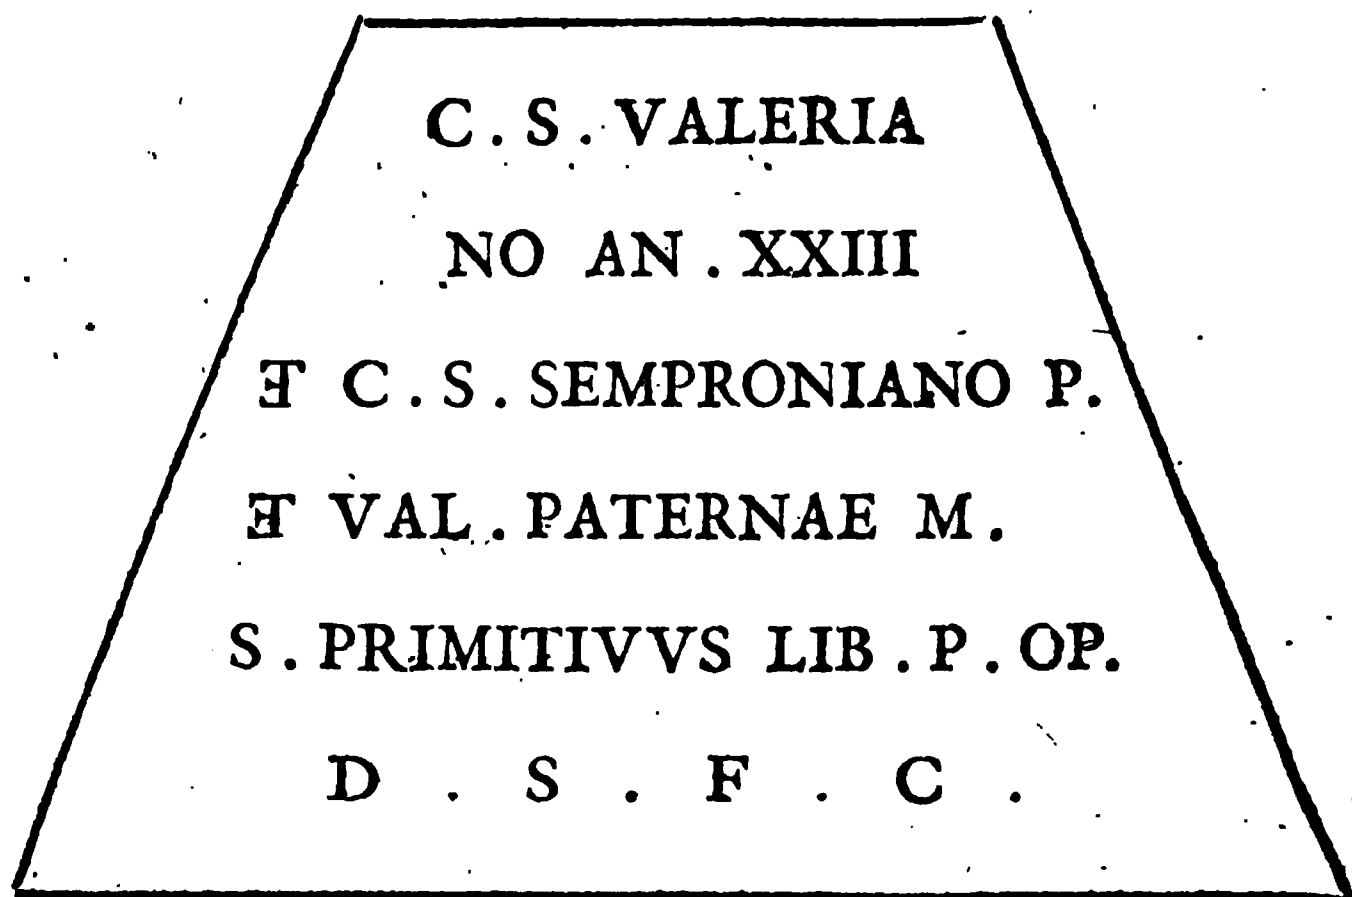 C . S . VALERIA
NO AN . XXIII
ƎT C . S . SEMPRONIANO P.
ƎT VAL . PATERNAE M .
S . PRIMITIVVS LIB . P . OP.
D . S . F . C .